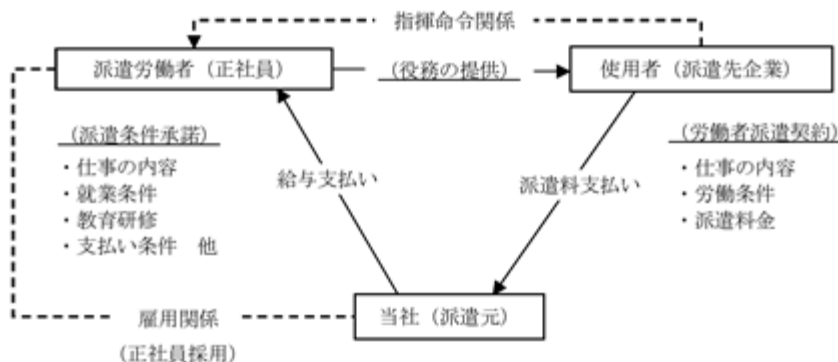 指揮命令関係
派遣労働者（正社員）
（役務の提供）
使用者（派遣先企業）
（派遣条件承諾）
・仕事の内容
・就業条件
・教育研修
・支払い条件　他
給与支払い
派遣料支払い
（労働者派遣契約）
・仕事の内容
・労働条件
・派遣料金
雇用関係
（正社員採用）
当社（派遣元）